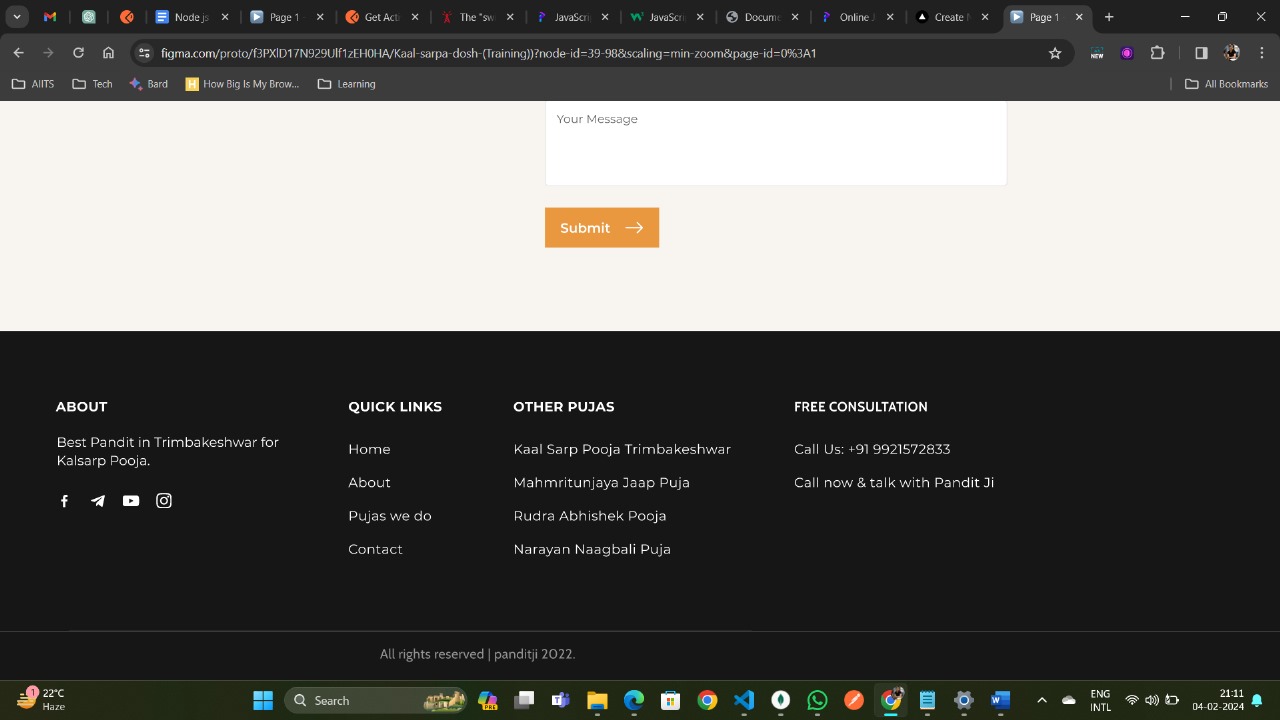 Node js
Page 1
Get Acti
The "sw
JavaScri
JavaScri
Docume
Online J
Create N
Page 1
figma.com/proto/f3PXlD17N929Ulf1zEH0HA/Kaal-sarpa-dosh-(Training))?node-id=39-98&scaling=min-zoom&page-id=0%3A1
NEW
AIITS
Tech
Bard
H
How Big Is My Brow...
Learning
All Bookmarks
Your Message
Submit
ABOUT
Best Pandit in Trimbakeshwar for
Kalsarp Pooja.
QUICK LINKS
Home
About
Pujas we do
Contact
OTHER PUJAS
Kaal Sarp Pooja Trimbakeshwar
Mahmritunjaya Jaap Puja
Rudra Abhishek Pooja
Narayan Naagbali Puja
FREE CONSULTATION
Call Us: +91 9921572833
Call now & talk with Pandit Ji
All rights reserved | panditji 2022.
1
22°C
Haze
Search
PRE
ENG
INTL
21:11
04-02-2024